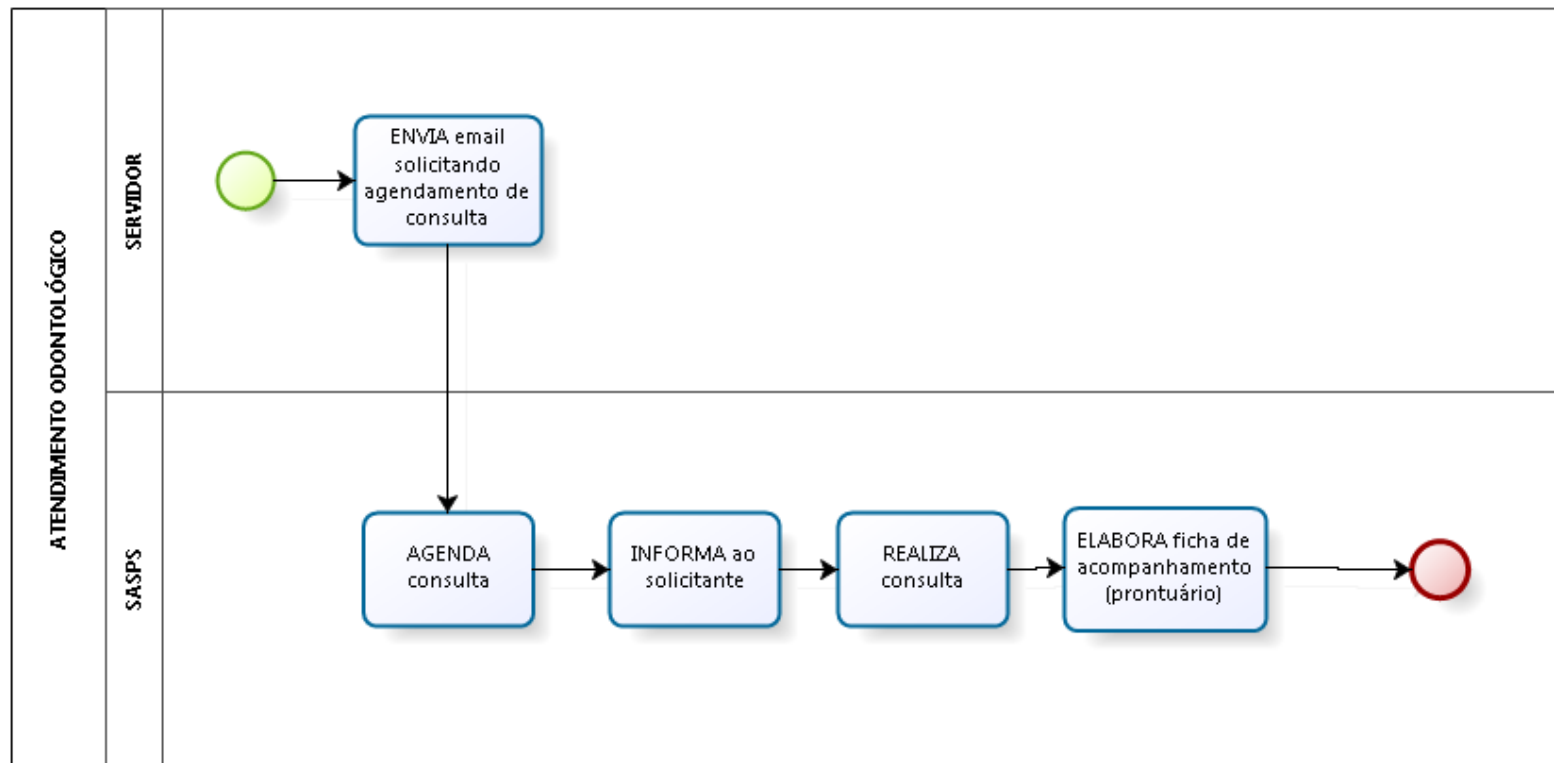 ATENDIMENTO ODONTOLÓGICO
SERVIDOR
ENVIA email
solicitando
agendamento de
consulta
SASPS
AGENDA
consulta
INFORMA ao
solicitante
REALIZA
consulta
ELABORA ficha de
acompanhamento
(prontuário)